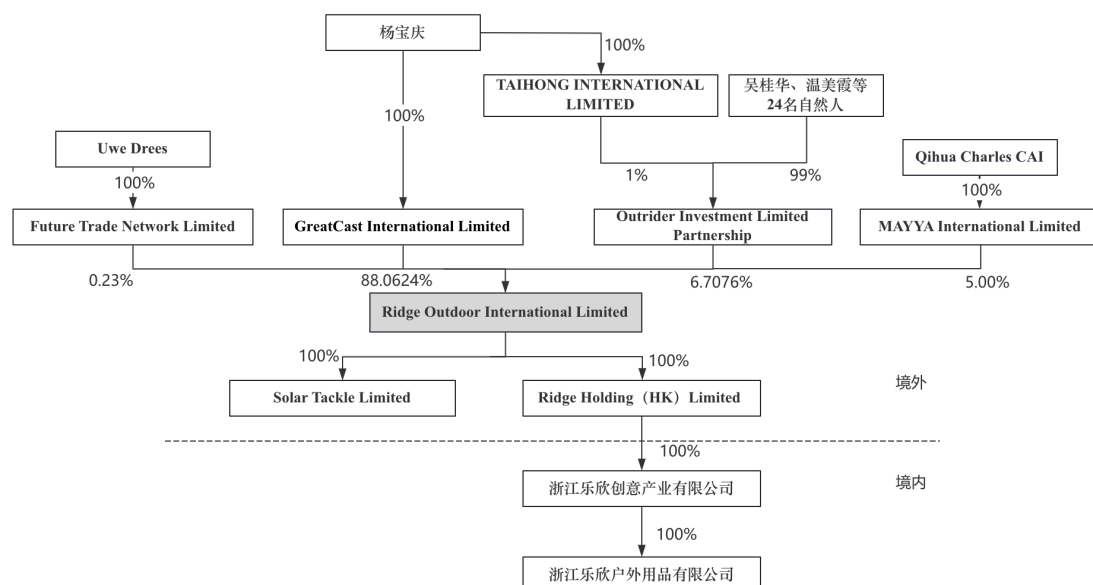 杨宝庆
100%
TAIHONG INTERNATIONAL
LIMITED
吴桂华、温美霞等
24名自然人
100%
Uwe Drees
Qihua Charles CAI
1%
99%
100%
100%
Future Trade Network Limited
GreatCast International Limited
Outrider Investment Limited
Partnership
MAYYA International Limited
0.23%
88.0624%
6.7076%
5.00%
Ridge Outdoor International Limited
100%
100%
境外
Solar Tackle Limited
Ridge Holding（HK）Limited
100%
境内
浙江乐欣创意产业有限公司
100%
浙江乐欣户外用品有限公司